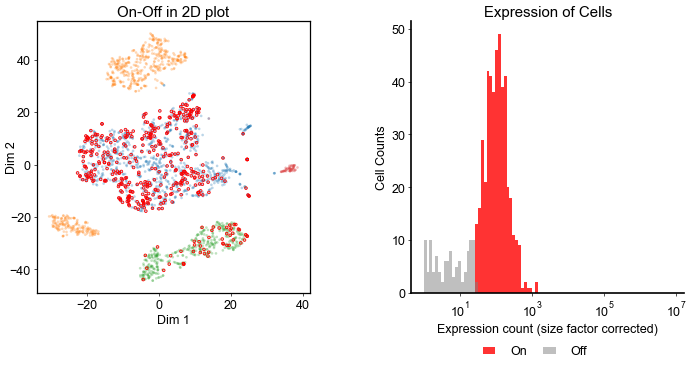 On-Off in 2D plot
Dim 2
40
20
0
−20
−40
−20
0
20
40
Dim 1
Expression of Cells
Cell Counts
50
40
30
20
10
0
10^1
10^3
10^5
10^7
Expression count (size factor corrected)
On
Off